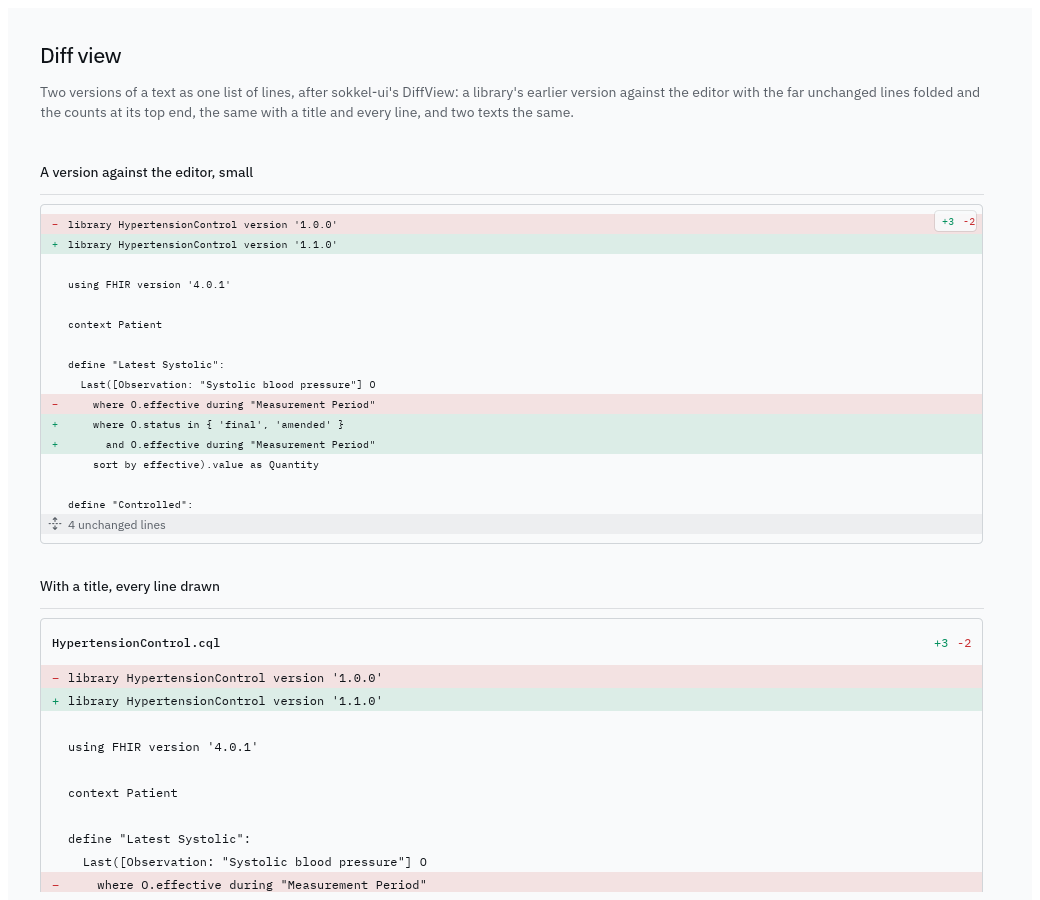 Diff view
Two versions of a text as one list of lines, after sokkel-ui's DiffView: a library's earlier version against the editor with the far unchanged lines folded and
the counts at its top end, the same with a title and every line, and two texts the same.
A version against the editor, small
− library HypertensionControl version '1.0.0' +3 -2
+ library HypertensionControl version '1.1.0'
using FHIR version '4.0.1'
context Patient
define "Latest Systolic":
Last([Observation: "Systolic blood pressure"] O
− where O.effective during "Measurement Period"
+ where O.status in { 'final', 'amended' }
+ and O.effective during "Measurement Period"
sort by effective).value as Quantity
define "Controlled":
4 unchanged lines
With a title, every line drawn
HypertensionControl.cql +3 -2
− library HypertensionControl version '1.0.0'
+ library HypertensionControl version '1.1.0'
using FHIR version '4.0.1'
context Patient
define "Latest Systolic":
Last([Observation: "Systolic blood pressure"] O
− where O.effective during "Measurement Period"